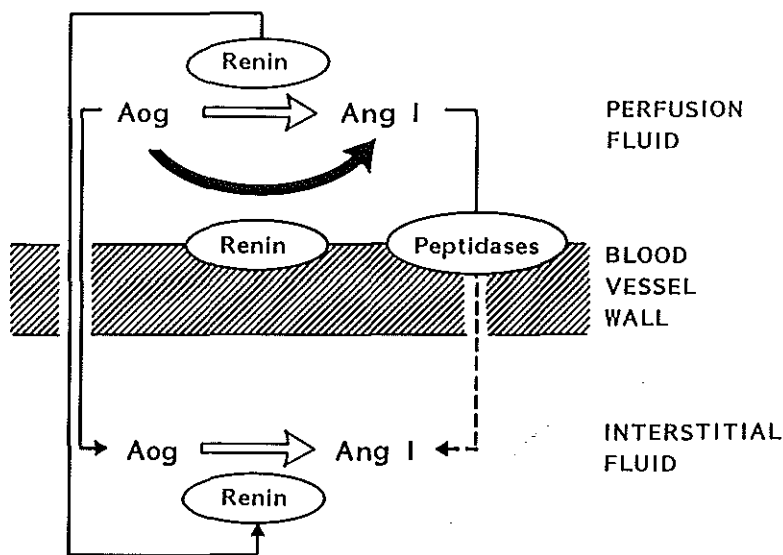 Renin
Aog Ang I
PERFUSION
FLUID
Renin
Peptidases
BLOOD
VESSEL
WALL
Aog Ang I
INTERSTITIAL
FLUID
Renin